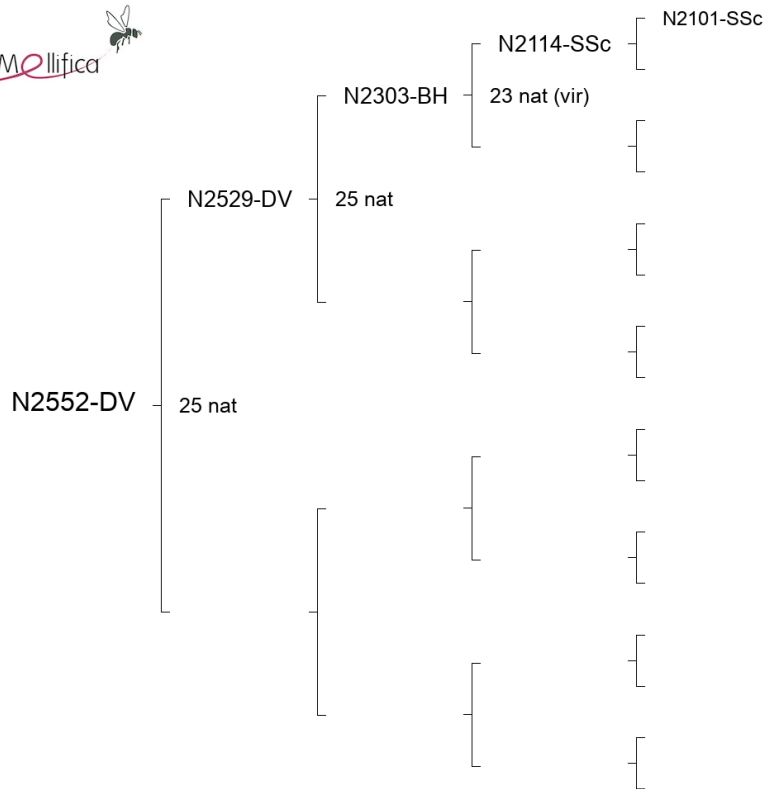 Mellifica
N2101-SSc
N2114-SSc
N2303-BH
23 nat (vir)
N2529-DV
25 nat
N2552-DV
25 nat